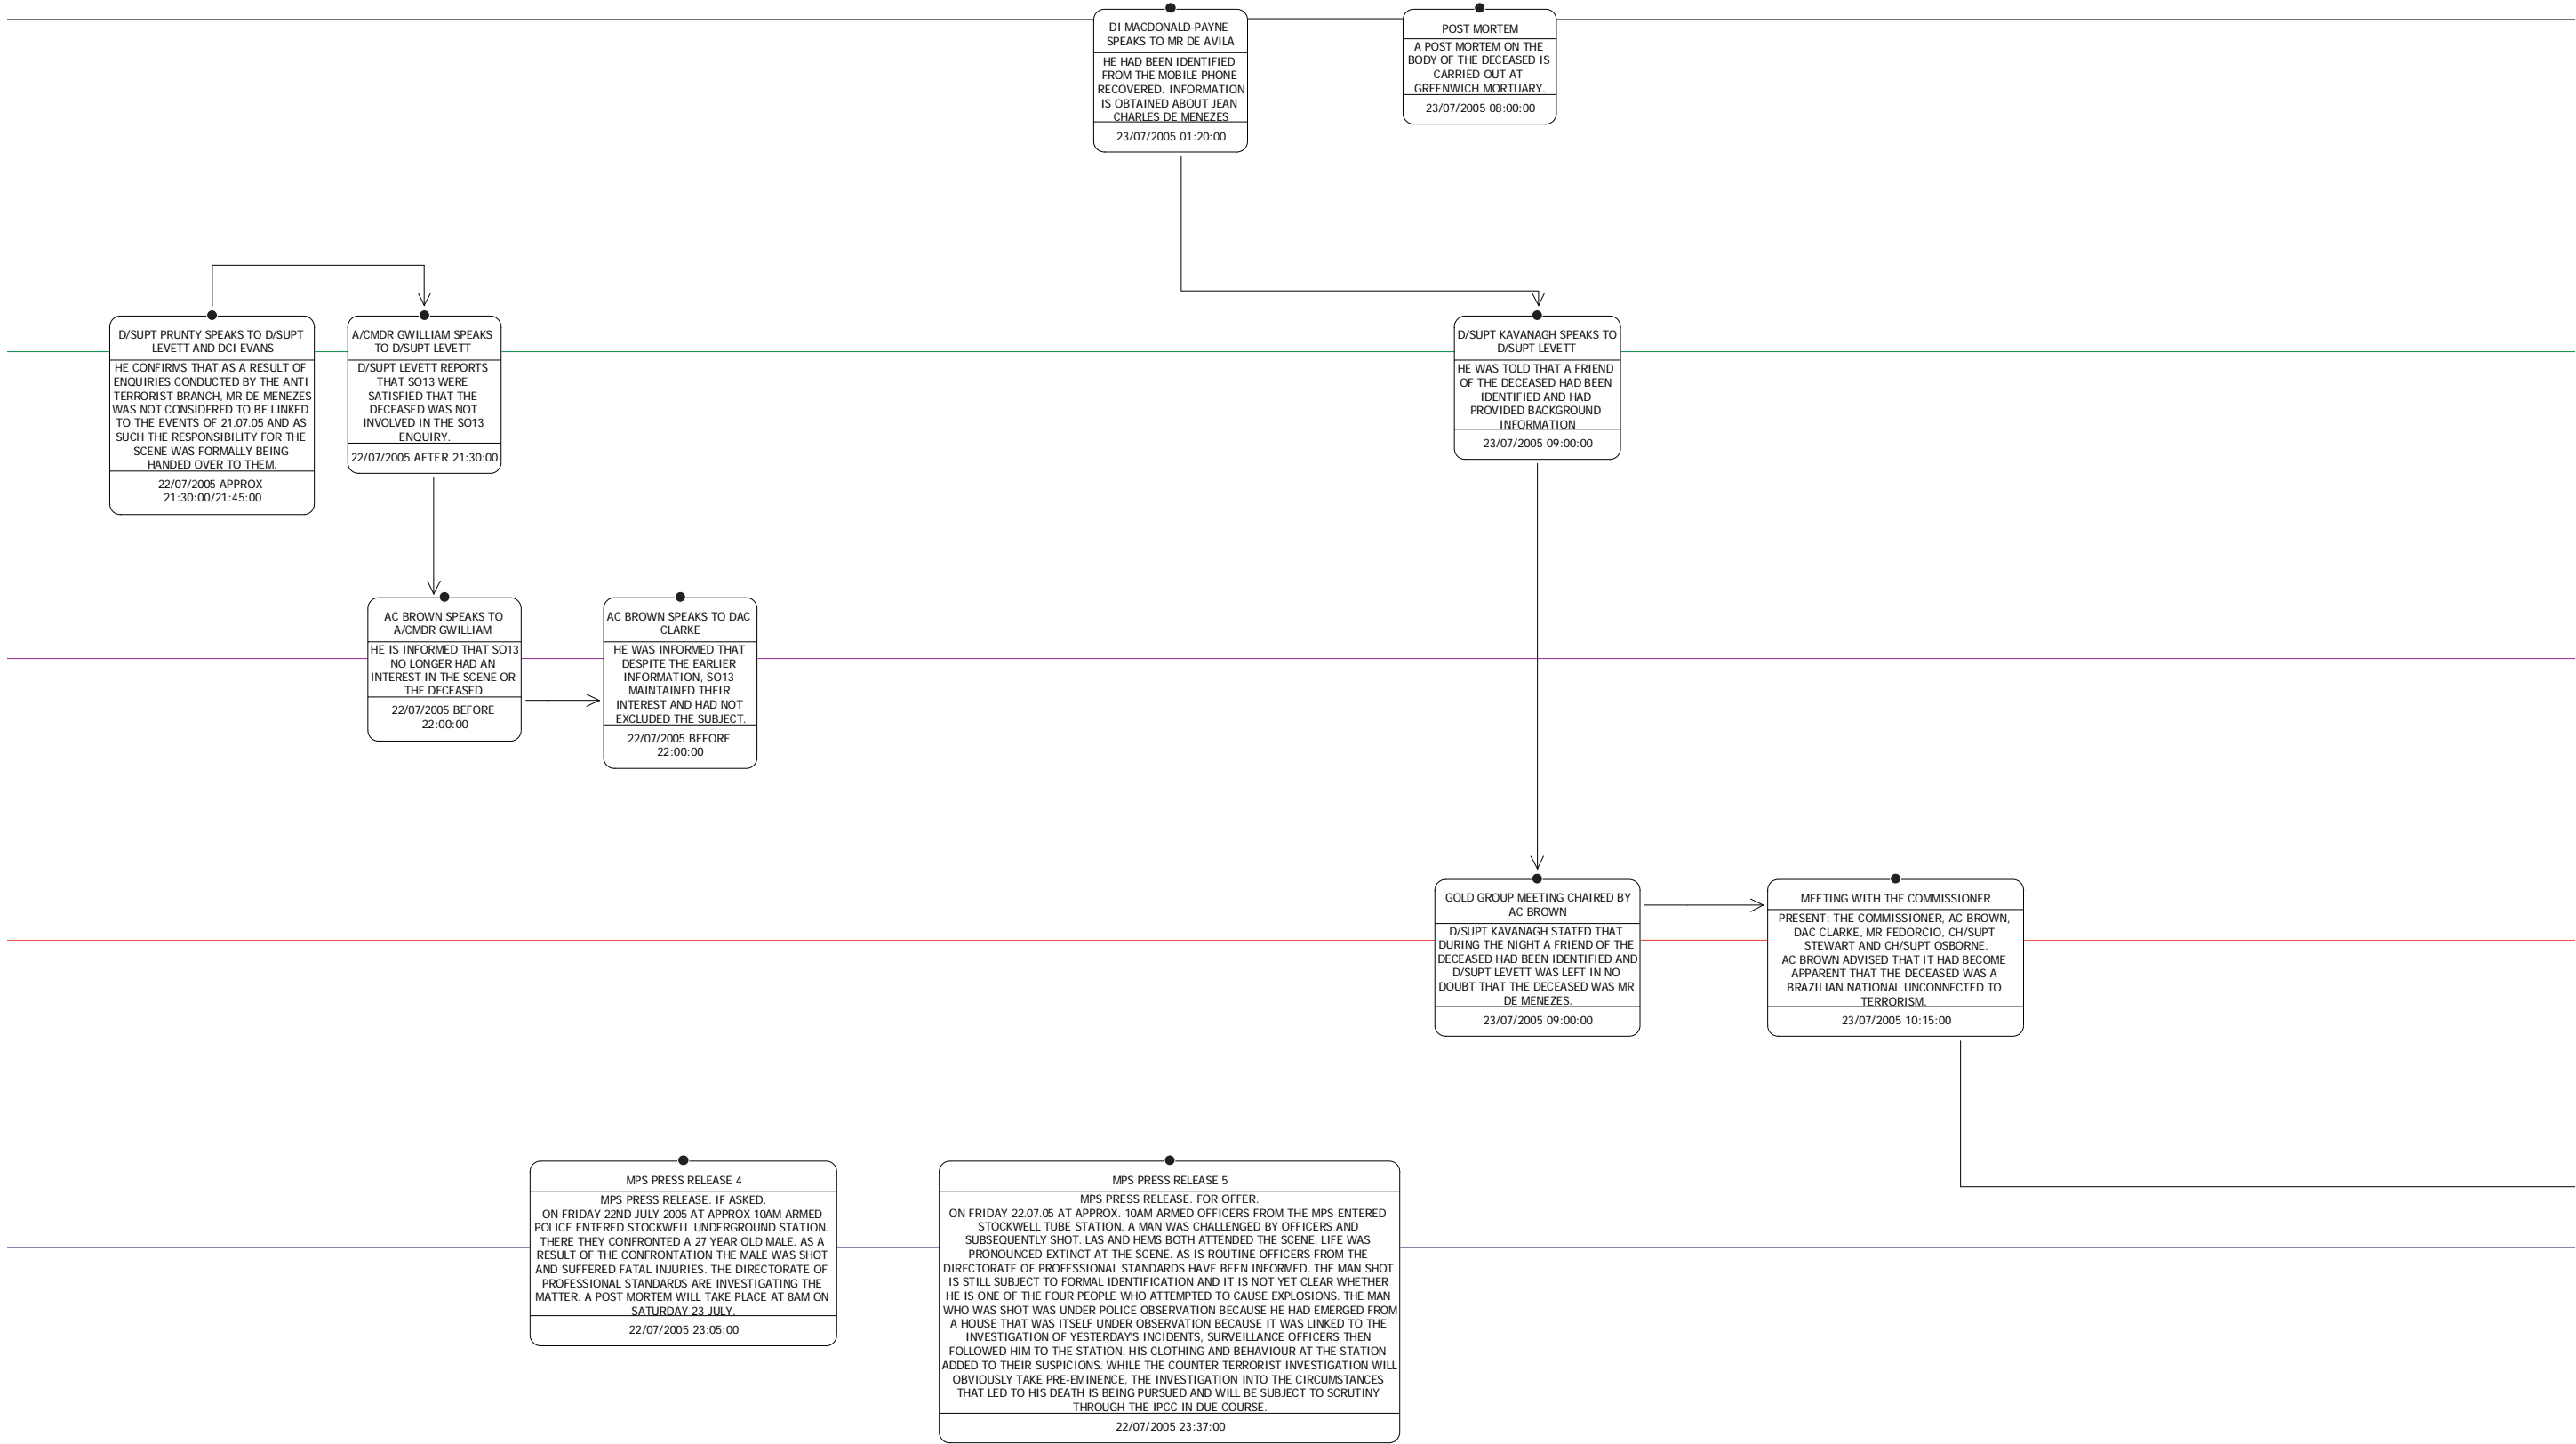 DI MACDONALD-PAYNE
SPEAKS TO MR DE AVILA
HE HAD BEEN IDENTIFIED
FROM THE MOBILE PHONE
RECOVERED. INFORMATION
IS OBTAINED ABOUT JEAN
CHARLES DE MENEZES
23/07/2005 01:20:00
POST MORTEM
A POST MORTEM ON THE
BODY OF THE DECEASED IS
CARRIED OUT AT
GREENWICH MORTUARY.
23/07/2005 08:00:00
D/SUPT PRUNTY SPEAKS TO D/SUPT
LEVETT AND DCI EVANS
HE CONFIRMS THAT AS A RESULT OF
ENQUIRIES CONDUCTED BY THE ANTI
TERRORIST BRANCH, MR DE MENEZES
WAS NOT CONSIDERED TO BE LINKED
TO THE EVENTS OF 21.07.05 AND AS
SUCH THE RESPONSIBILITY FOR THE
SCENE WAS FORMALLY BEING
HANDED OVER TO THEM.
22/07/2005 APPROX
21:30:00/21:45:00
A/CMDR GWILLIAM SPEAKS
TO D/SUPT LEVETT
D/SUPT LEVETT REPORTS
THAT SO13 WERE
SATISFIED THAT THE
DECEASED WAS NOT
INVOLVED IN THE SO13
ENQUIRY.
22/07/2005 AFTER 21:30:00
D/SUPT KAVANAGH SPEAKS TO
D/SUPT LEVETT
HE WAS TOLD THAT A FRIEND
OF THE DECEASED HAD BEEN
IDENTIFIED AND HAD
PROVIDED BACKGROUND
INFORMATION
23/07/2005 09:00:00
AC BROWN SPEAKS TO
A/CMDR GWILLIAM
HE IS INFORMED THAT SO13
NO LONGER HAD AN
INTEREST IN THE SCENE OR
THE DECEASED
22/07/2005 BEFORE
22:00:00
AC BROWN SPEAKS TO DAC
CLARKE
HE WAS INFORMED THAT
DESPITE THE EARLIER
INFORMATION, SO13
MAINTAINED THEIR
INTEREST AND HAD NOT
EXCLUDED THE SUBJECT.
22/07/2005 BEFORE
22:00:00
GOLD GROUP MEETING CHAIRED BY
AC BROWN
D/SUPT KAVANAGH STATED THAT
DURING THE NIGHT A FRIEND OF THE
DECEASED HAD BEEN IDENTIFIED AND
D/SUPT LEVETT WAS LEFT IN NO
DOUBT THAT THE DECEASED WAS MR
DE MENEZES.
23/07/2005 09:00:00
MEETING WITH THE COMMISSIONER
PRESENT: THE COMMISSIONER, AC BROWN,
DAC CLARKE, MR FEDORCIO, CH/SUPT
STEWART AND CH/SUPT OSBORNE.
AC BROWN ADVISED THAT IT HAD BECOME
APPARENT THAT THE DECEASED WAS A
BRAZILIAN NATIONAL UNCONNECTED TO
TERRORISM.
23/07/2005 10:15:00
MPS PRESS RELEASE 4
MPS PRESS RELEASE. IF ASKED.
ON FRIDAY 22ND JULY 2005 AT APPROX 10AM ARMED
POLICE ENTERED STOCKWELL UNDERGROUND STATION.
THERE THEY CONFRONTED A 27 YEAR OLD MALE. AS A
RESULT OF THE CONFRONTATION THE MALE WAS SHOT
AND SUFFERED FATAL INJURIES. THE DIRECTORATE OF
PROFESSIONAL STANDARDS ARE INVESTIGATING THE
MATTER. A POST MORTEM WILL TAKE PLACE AT 8AM ON
SATURDAY 23 JULY.
22/07/2005 23:05:00
MPS PRESS RELEASE 5
MPS PRESS RELEASE. FOR OFFER.
ON FRIDAY 22.07.05 AT APPROX. 10AM ARMED OFFICERS FROM THE MPS ENTERED
STOCKWELL TUBE STATION. A MAN WAS CHALLENGED BY OFFICERS AND
SUBSEQUENTLY SHOT. LAS AND HEMS BOTH ATTENDED THE SCENE. LIFE WAS
PRONOUNCED EXTINCT AT THE SCENE. AS IS ROUTINE OFFICERS FROM THE
DIRECTORATE OF PROFESSIONAL STANDARDS HAVE BEEN INFORMED. THE MAN SHOT
IS STILL SUBJECT TO FORMAL IDENTIFICATION AND IT IS NOT YET CLEAR WHETHER
HE IS ONE OF THE FOUR PEOPLE WHO ATTEMPTED TO CAUSE EXPLOSIONS. THE MAN
WHO WAS SHOT WAS UNDER POLICE OBSERVATION BECAUSE HE HAD EMERGED FROM
A HOUSE THAT WAS ITSELF UNDER OBSERVATION BECAUSE IT WAS LINKED TO THE
INVESTIGATION OF YESTERDAY'S INCIDENTS, SURVEILLANCE OFFICERS THEN
FOLLOWED HIM TO THE STATION. HIS CLOTHING AND BEHAVIOUR AT THE STATION
ADDED TO THEIR SUSPICIONS. WHILE THE COUNTER TERRORIST INVESTIGATION WILL
OBVIOUSLY TAKE PRE-EMINENCE, THE INVESTIGATION INTO THE CIRCUMSTANCES
THAT LED TO HIS DEATH IS BEING PURSUED AND WILL BE SUBJECT TO SCRUTINY
THROUGH THE IPCC IN DUE COURSE.
22/07/2005 23:37:00